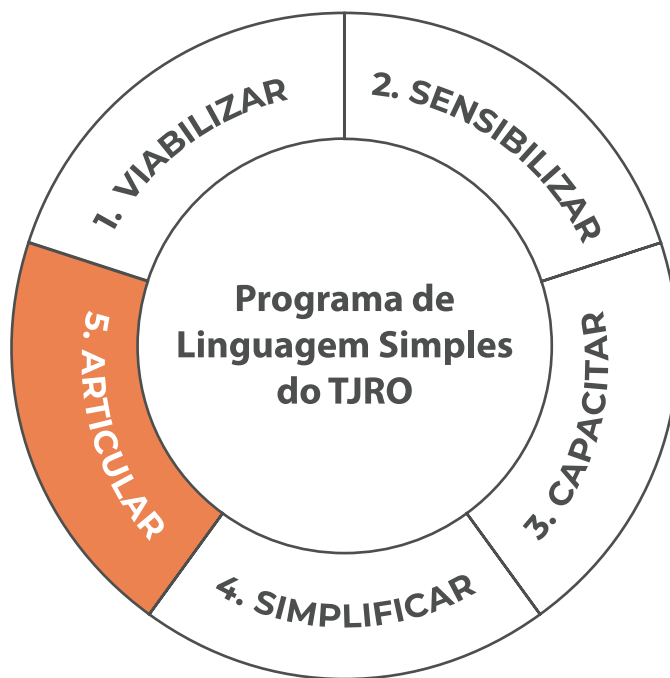 1. VIABILIZAR
2. SENSIBILIZAR
3. CAPACITAR
4. SIMPLIFICAR
5. ARTICULAR
Programa de
Linguagem Simples
do TJRO